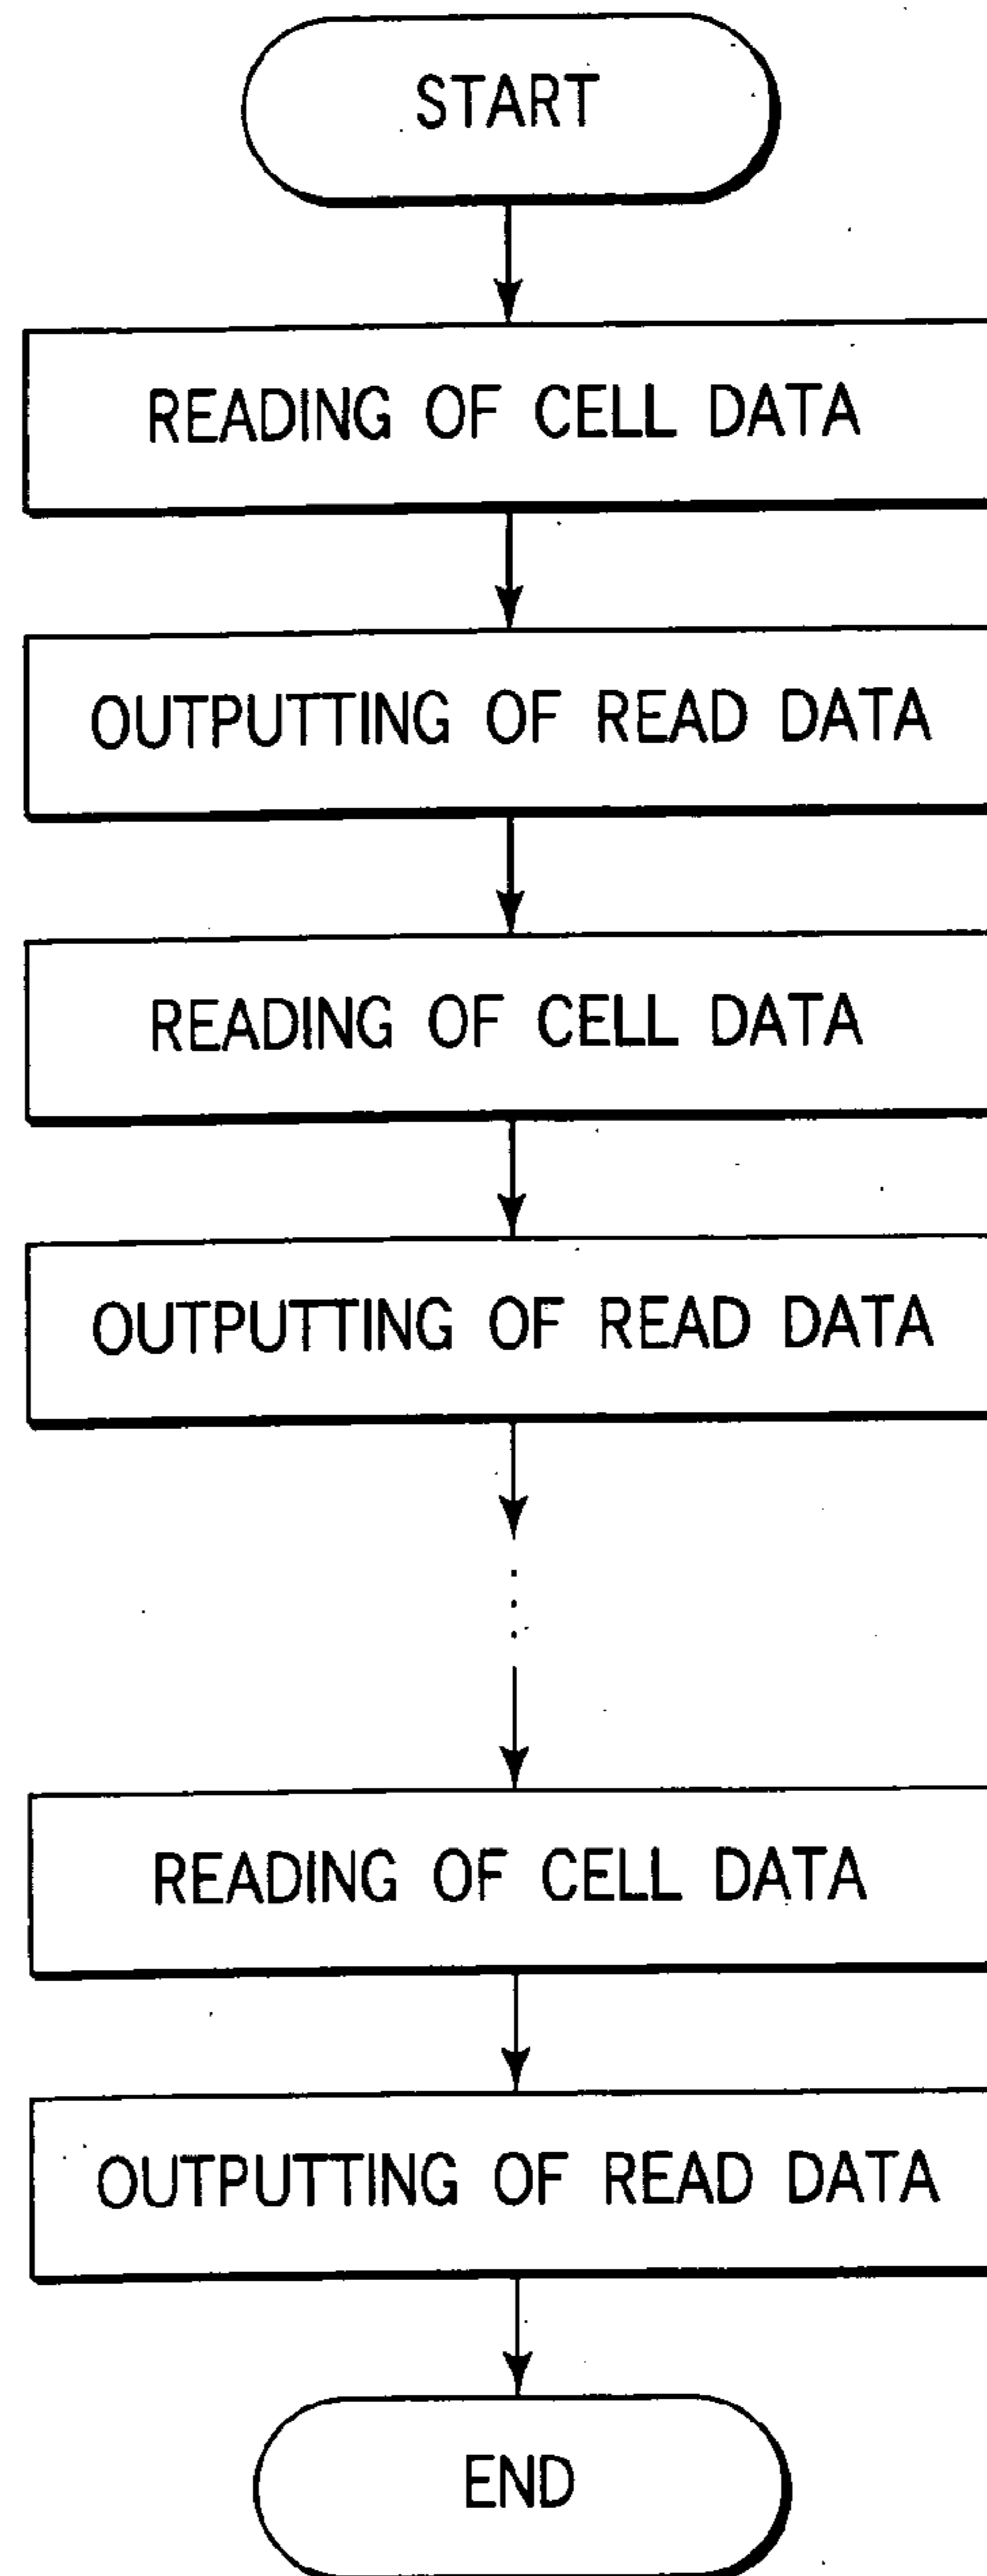 START
READING OF CELL DATA
OUTPUTTING OF READ DATA
READING OF CELL DATA
OUTPUTTING OF READ DATA
READING OF CELL DATA
OUTPUTTING OF READ DATA
END